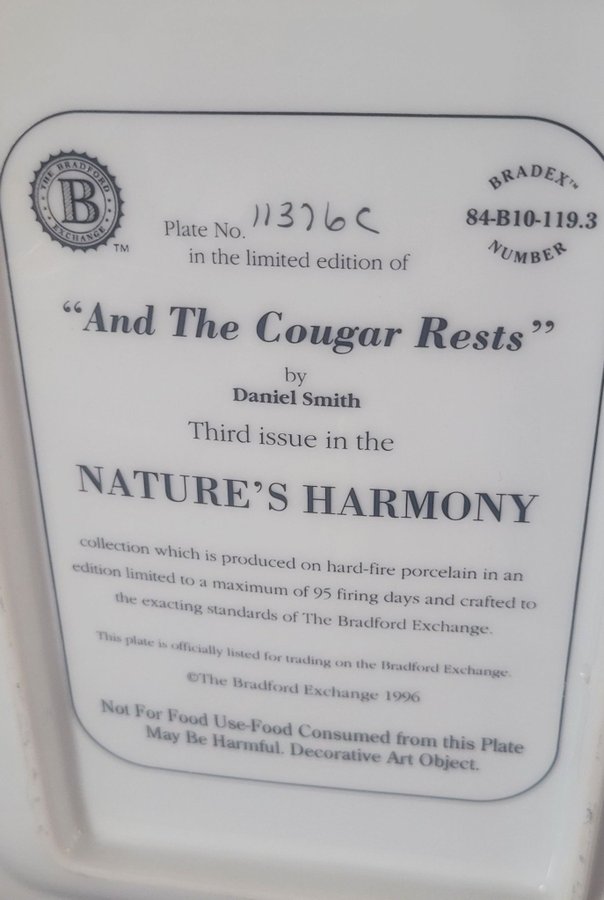 THE BRADFORD
B
EXCHANGE
TM
Plate No. 11376C
in the limited edition of
BRADEX™
84-B10-119.3
NUMBER
“And The Cougar Rests”
by
Daniel Smith
Third issue in the
NATURE'S HARMONY
collection which is produced on hard-fire porcelain in an
edition limited to a maximum of 95 firing days and crafted to
the exacting standards of The Bradford Exchange.
This plate is officially listed for trading on the Bradford Exchange.
©The Bradford Exchange 1996
Not For Food Use-Food Consumed from this Plate
May Be Harmful. Decorative Art Object.